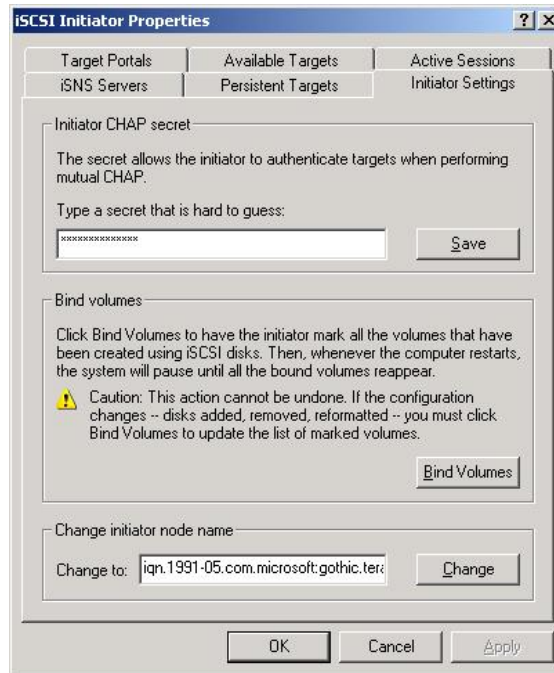 iSCSI Initiator Properties
Target Portals
Available Targets
Active Sessions
iSNS Servers
Persistent Targets
Initiator Settings
Initiator CHAP secret
The secret allows the initiator to authenticate targets when performing
mutual CHAP.
Type a secret that is hard to guess:
**************
Save
Bind volumes
Click Bind Volumes to have the initiator mark all the volumes that have
been created using iSCSI disks. Then, whenever the computer restarts,
the system will pause until all the bound volumes reappear.
Caution: This action cannot be undone. If the configuration
changes -- disks added, removed, reformatted -- you must click
Bind Volumes to update the list of marked volumes.
Bind Volumes
Change initiator node name
Change to:
iqn.1991-05.com.microsoft:gothic.tera
Change
OK
Cancel
Apply